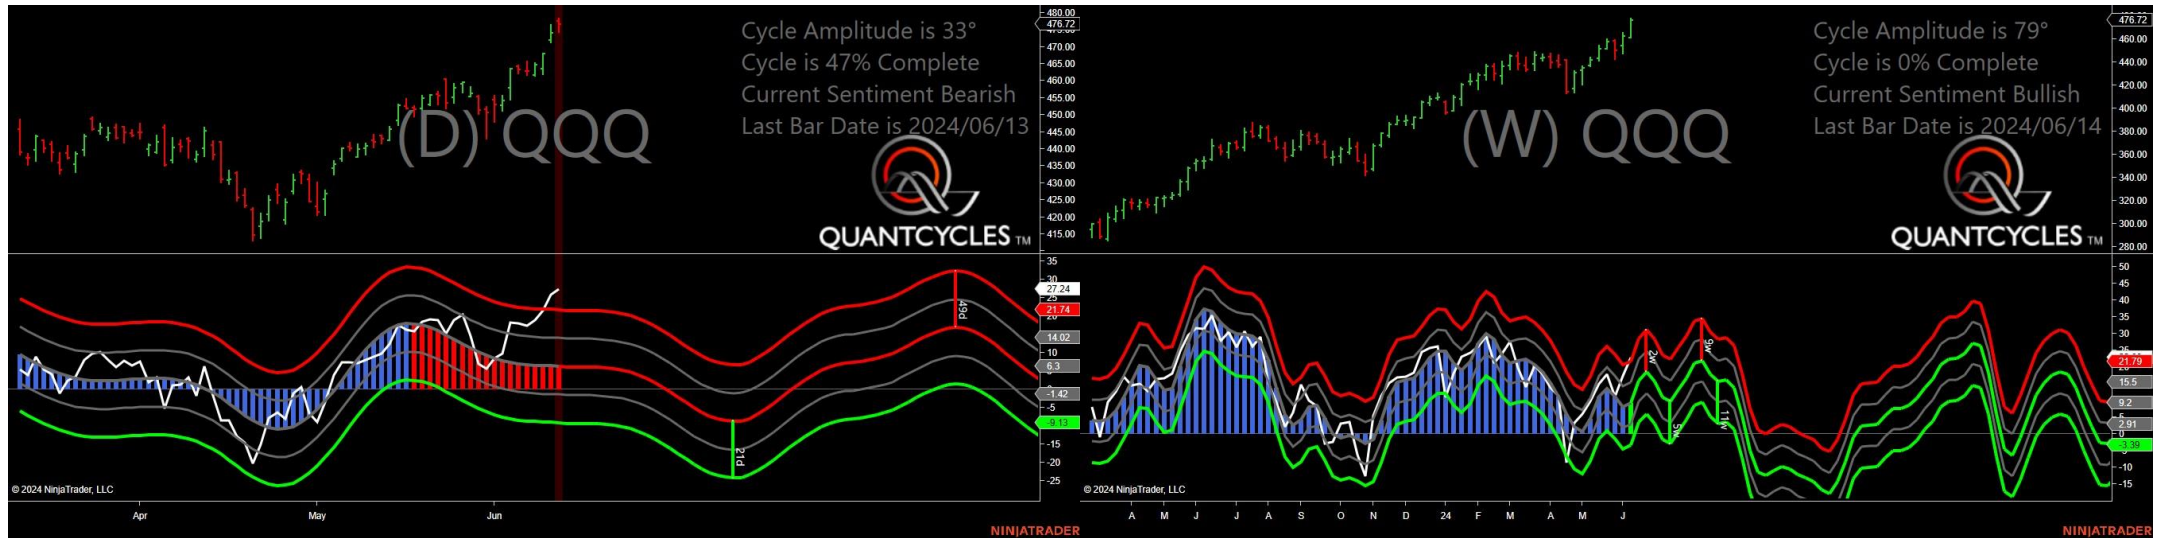 Cycle Amplitude is 33°
Cycle is 47% Complete
Current Sentiment Bearish
Last Bar Date is 2024/06/13
(D) QQQ
QUANTCYCLES TM
480.00
476.72
470.00
465.00
460.00
455.00
450.00
445.00
440.00
435.00
430.00
425.00
420.00
415.00
35
30
27.24
25
21.74
14.02
10
6.3
-1.42
-5
-9.13
-15
-20
-25
49d
21d
© 2024 NinjaTrader, LLC
Apr
May
Jun
NINJATRADER
Cycle Amplitude is 79°
Cycle is 0% Complete
Current Sentiment Bullish
Last Bar Date is 2024/06/14
(W) QQQ
QUANTCYCLES TM
476.72
460.00
440.00
420.00
400.00
380.00
360.00
340.00
320.00
300.00
280.00
50
45
40
35
30
21.79
15.5
9.2
2.91
0
-3.39
-10
-15
2w
9w
5w
11w
© 2024 NinjaTrader, LLC
A M J J A S O N D 24 F M A M J
NINJATRADER